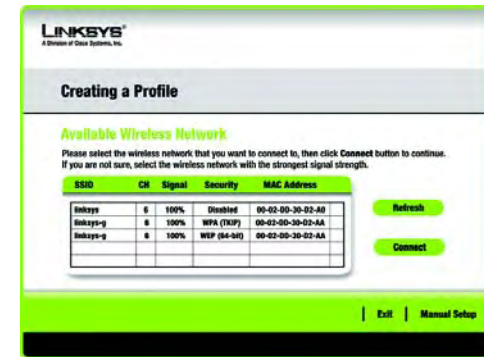 LINKSYS®
A Division of Cisco Systems, Inc.
Creating a Profile
Available Wireless Network
Please select the wireless network that you want to connect to, then click Connect button to continue.
If you are not sure, select the wireless network with the strongest signal strength.
SSID CH Signal Security MAC Address
linksys 6 100% Disabled 00-02-DD-30-02-A0
linksys-g 6 100% WPA (TKIP) 00-02-DD-30-02-AA
linksys-g 6 100% WEP (64-bit) 00-02-DD-30-02-AA
Refresh
Connect
Exit | Manual Setup